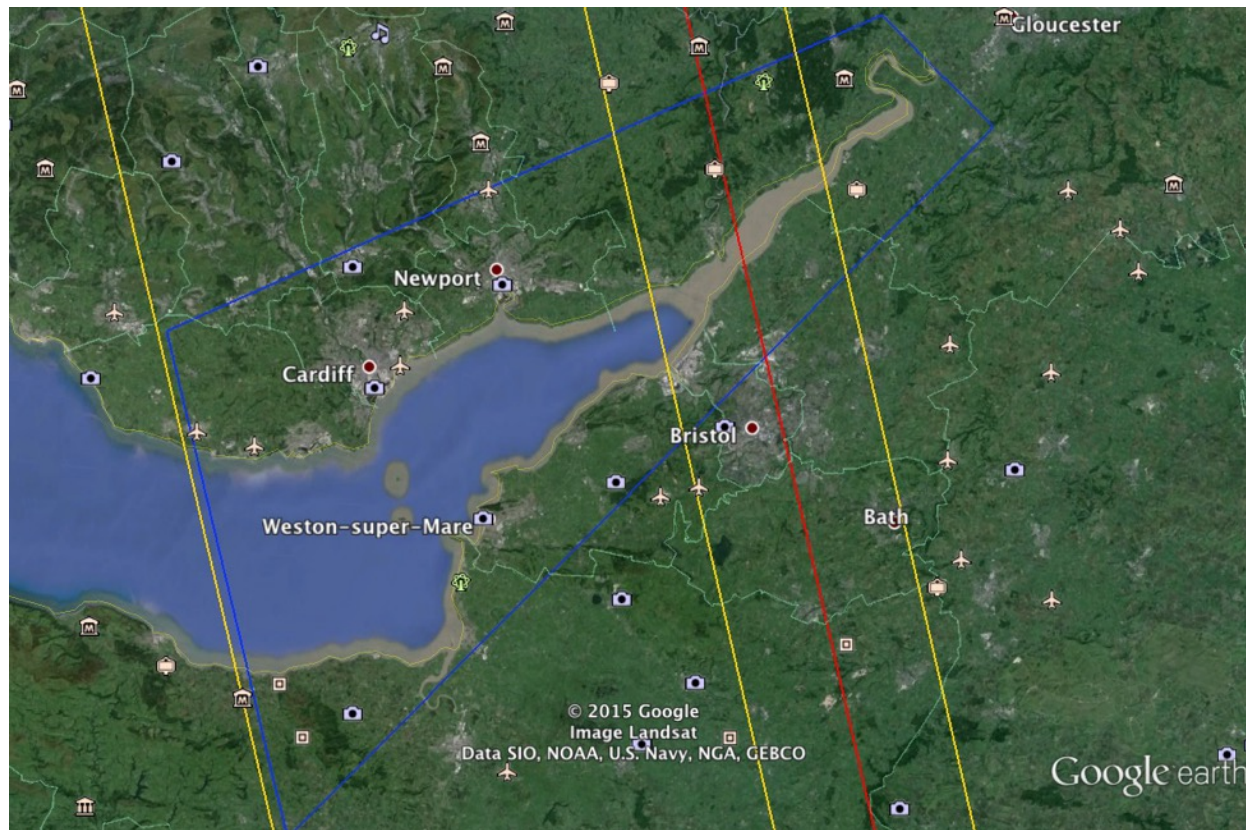 Gloucester
Newport
Cardiff
Bristol
Bath
Weston-super-Mare
© 2015 Google
Image Landsat
Data SIO, NOAA, U.S. Navy, NGA, GEBCO
Google earth